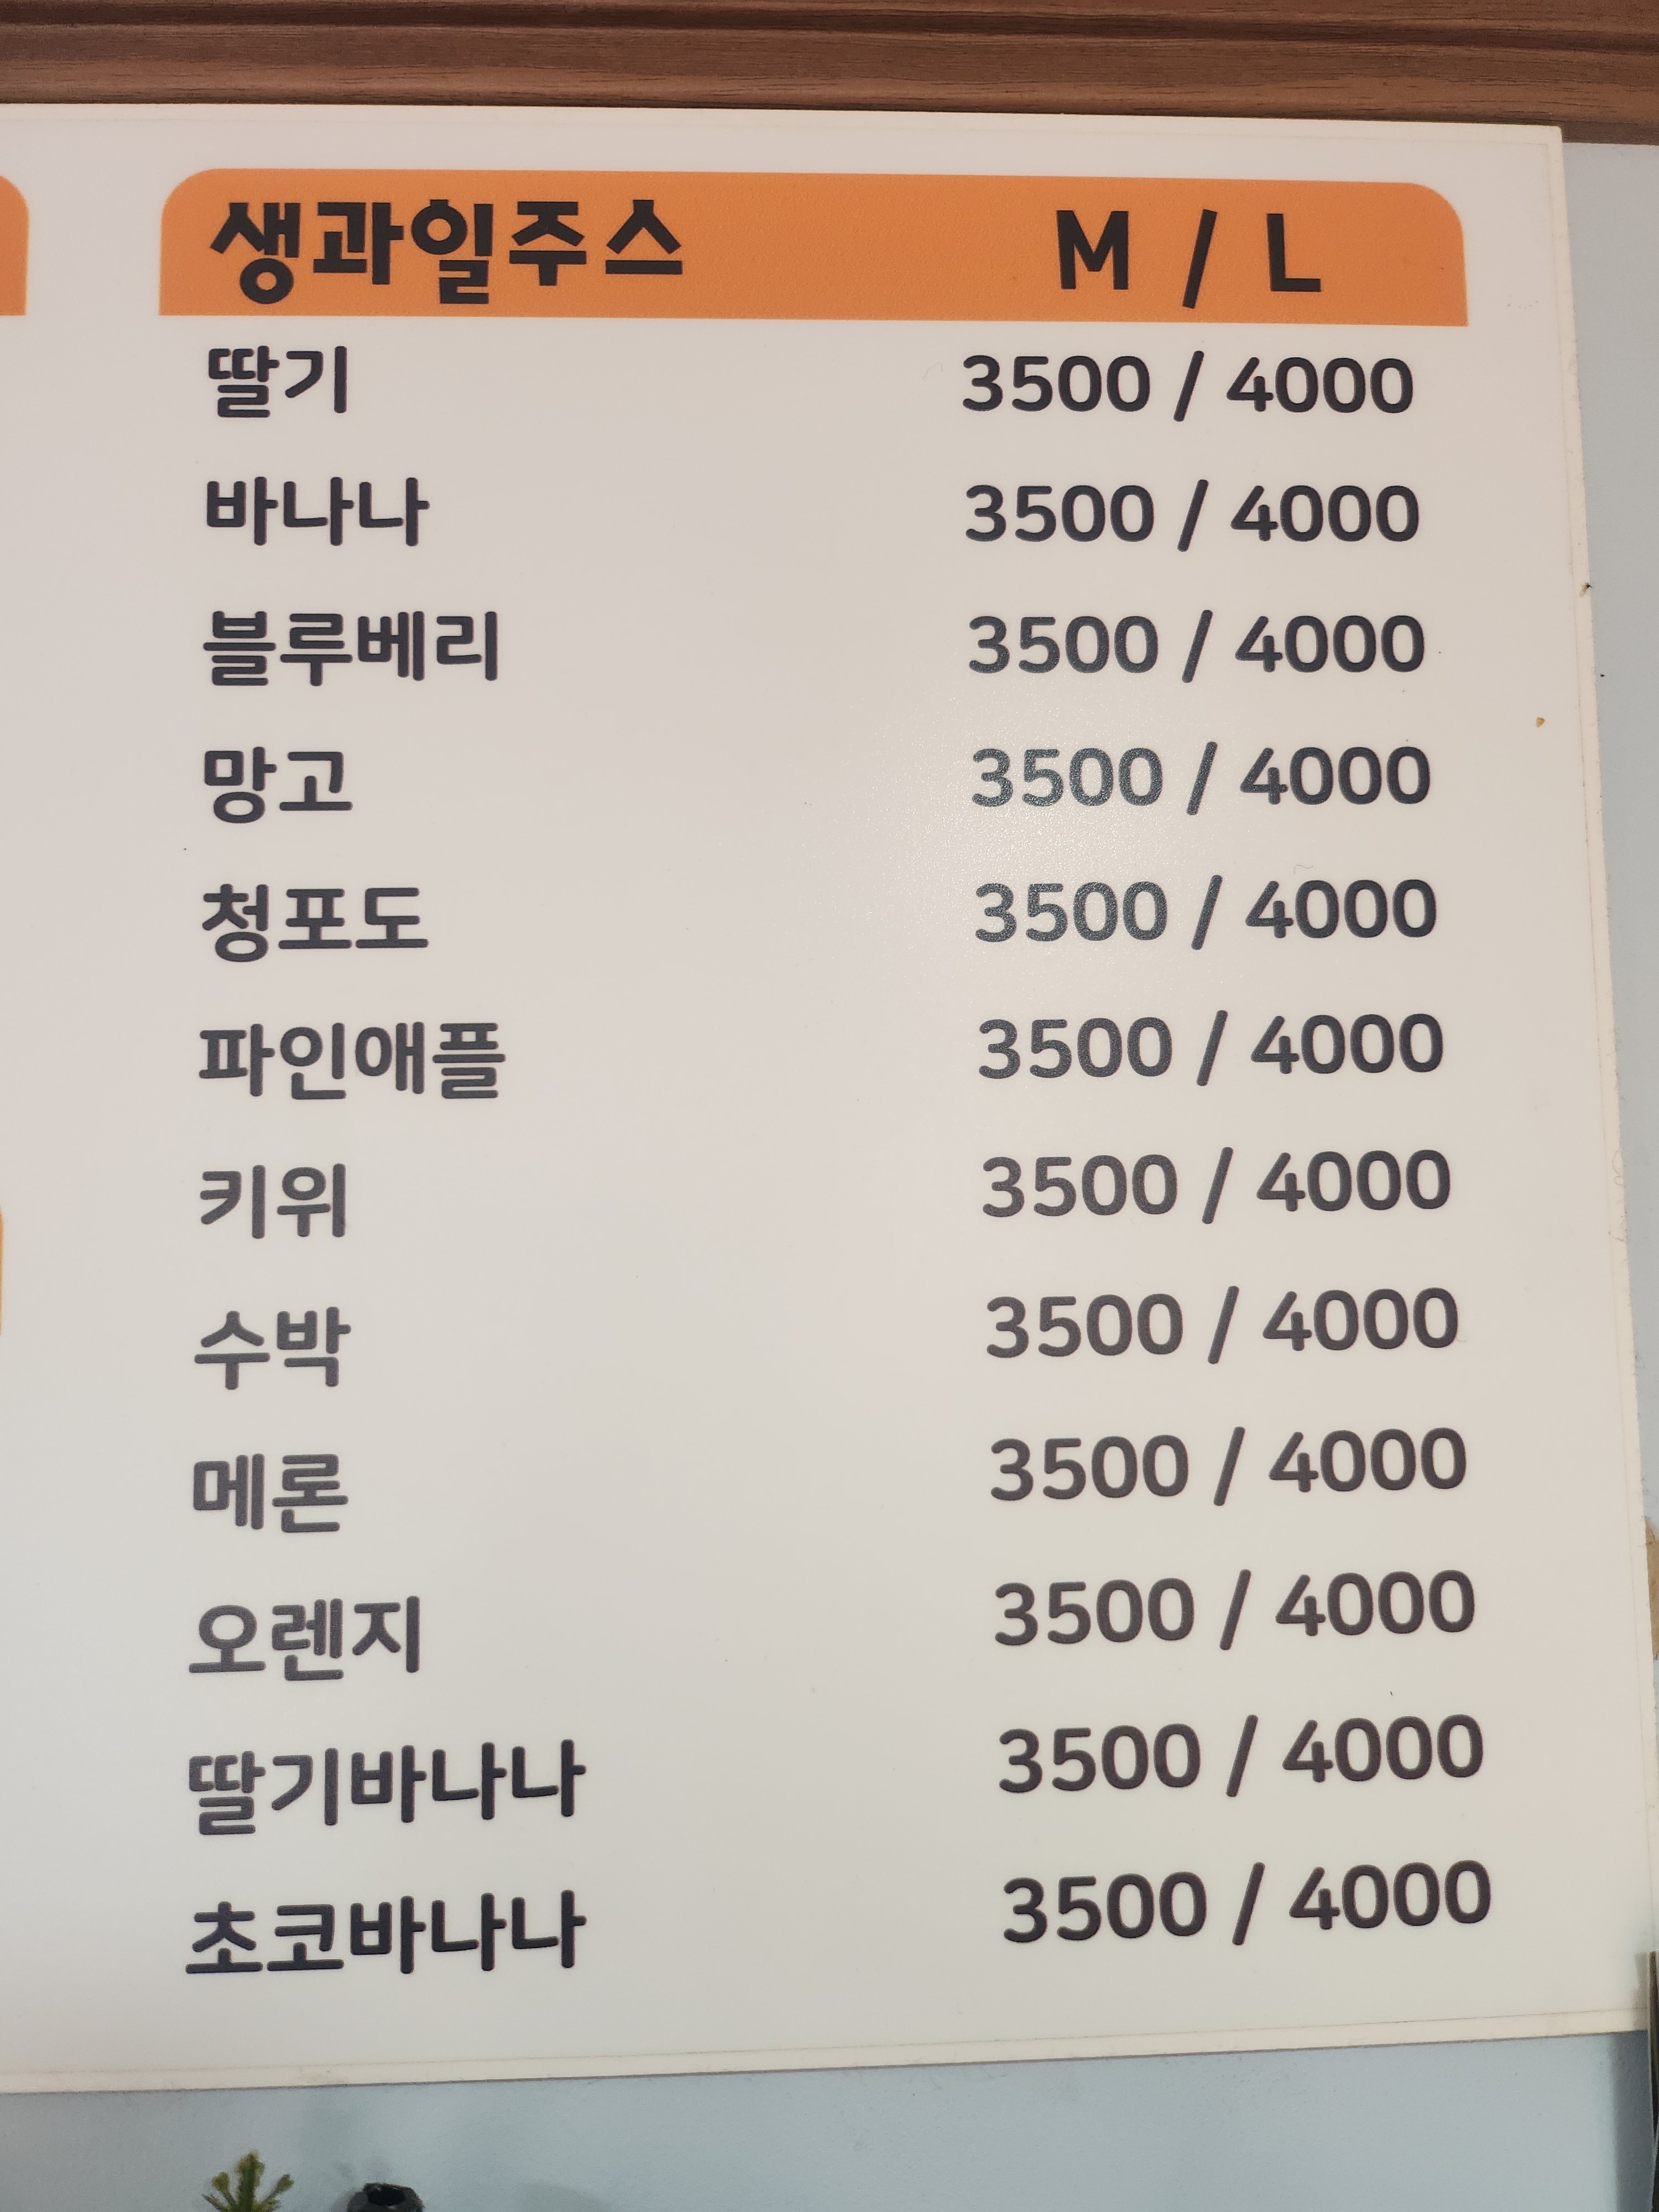 생과일주스 M / L
딸기 3500 / 4000
바나나 3500 / 4000
블루베리 3500 / 4000
망고 3500 / 4000
청포도 3500 / 4000
파인애플 3500 / 4000
키위 3500 / 4000
수박 3500 / 4000
메론 3500 / 4000
오렌지 3500 / 4000
딸기바나나 3500 / 4000
초코바나나 3500 / 4000